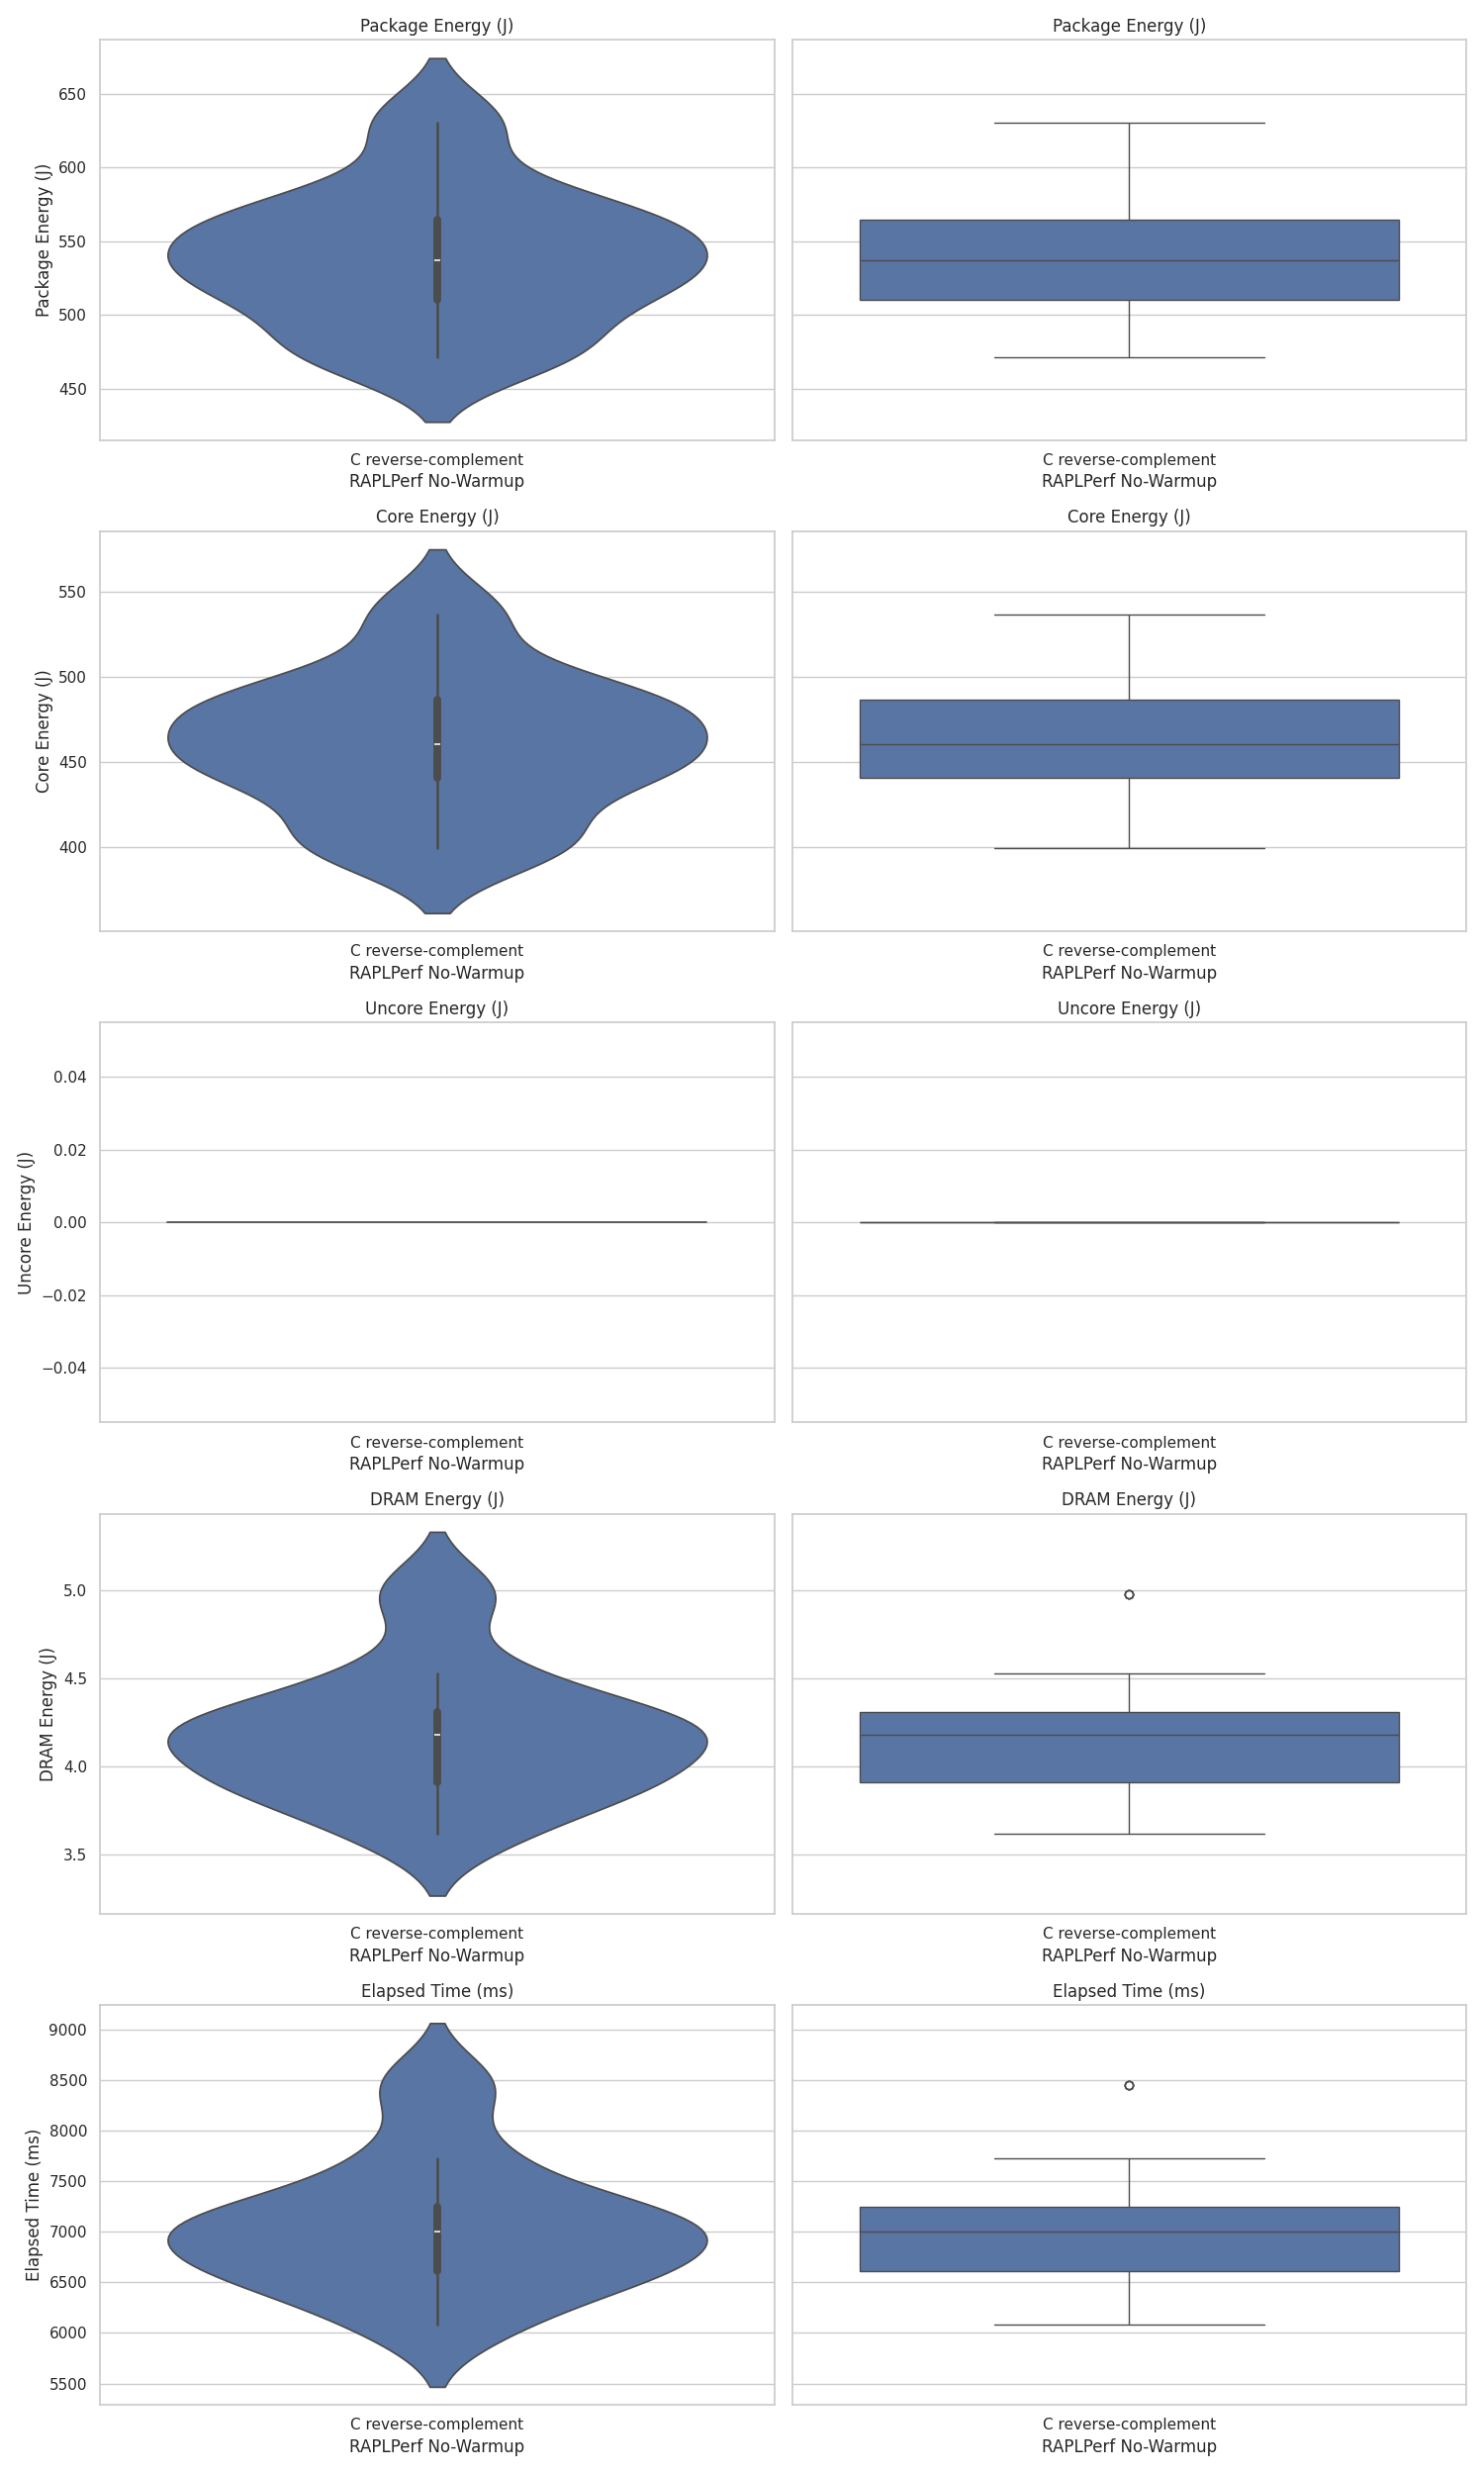 Package Energy (J)
Package Energy (J)
Package Energy (J)
650
600
550
500
450
C reverse-complement
RAPLPerf No-Warmup
C reverse-complement
RAPLPerf No-Warmup
Core Energy (J)
Core Energy (J)
Core Energy (J)
550
500
450
400
C reverse-complement
RAPLPerf No-Warmup
C reverse-complement
RAPLPerf No-Warmup
Uncore Energy (J)
Uncore Energy (J)
Uncore Energy (J)
0.04
0.02
0.00
−0.02
−0.04
C reverse-complement
RAPLPerf No-Warmup
C reverse-complement
RAPLPerf No-Warmup
DRAM Energy (J)
DRAM Energy (J)
DRAM Energy (J)
5.0
4.5
4.0
3.5
C reverse-complement
RAPLPerf No-Warmup
C reverse-complement
RAPLPerf No-Warmup
Elapsed Time (ms)
Elapsed Time (ms)
Elapsed Time (ms)
9000
8500
8000
7500
7000
6500
6000
5500
C reverse-complement
RAPLPerf No-Warmup
C reverse-complement
RAPLPerf No-Warmup